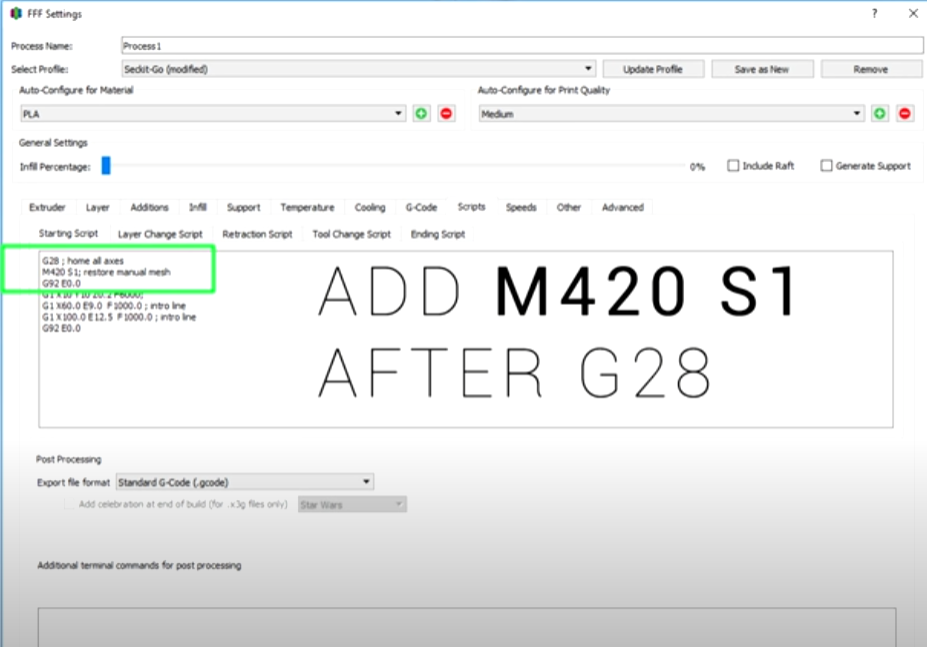 FFF Settings
?
Process Name: Process1
Select Profile: Seckit-Go (modified) Update Profile Save as New Remove
Auto-Configure for Material Auto-Configure for Print Quality
PLA Medium
General Settings
Infill Percentage: 0% Include Raft Generate Support
Extruder Layer Additions Infill Support Temperature Cooling G-Code Scripts Speeds Other Advanced
Starting Script Layer Change Script Retraction Script Tool Change Script Ending Script
G28 ; home all axes
M420 S1; restore manual mesh
G92 E0.0
G1 X10 Y10 Z0.2 F6000;
G1 X60.0 E9.0 F1000.0 ; intro line
G1 X100.0 E12.5 F1000.0 ; intro line
G92 E0.0
ADD M420 S1
AFTER G28
Post Processing
Export file format Standard G-Code (.gcode)
Add celebration at end of build (for .x3g files only) Star Wars
Additional terminal commands for post processing